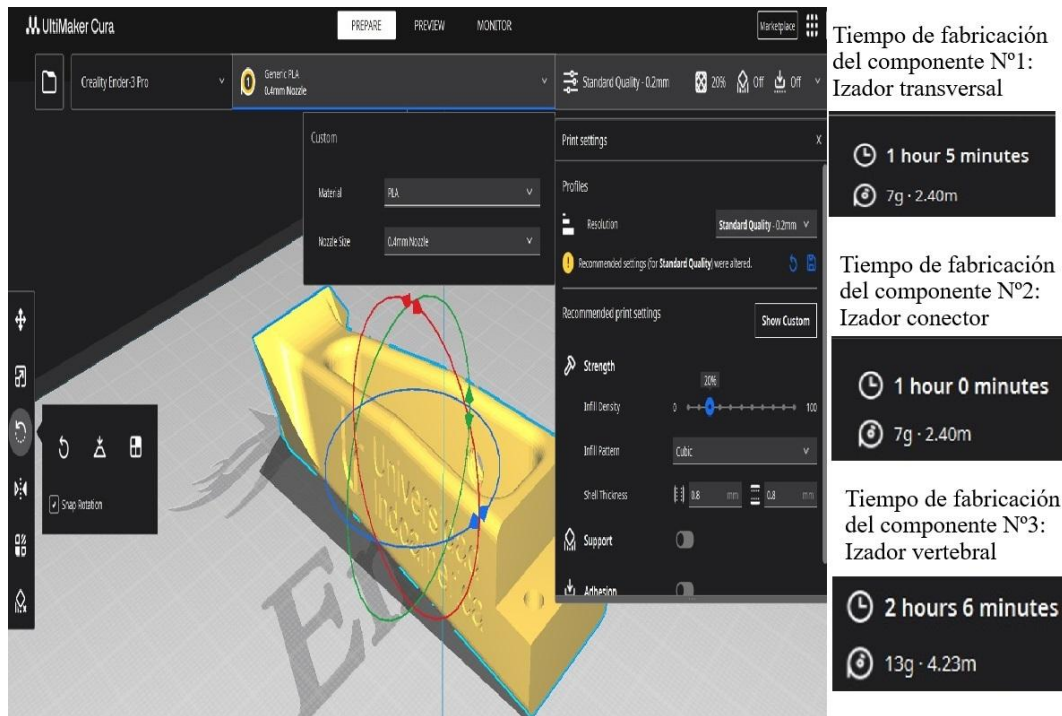 UltiMaker Cura
PREPARE
PREVIEW
MONITOR
Marketplace
Creality Ender-3 Pro
1
Generic PLA
0.4mm Nozzle
Standard Quality - 0.2mm
20%
Off
Off
Custom
Material
PLA
Nozzle Size
0.4mm Nozzle
Print settings
X
Profiles
Resolution
Standard Quality - 0.2mm
Recommended settings (for Standard Quality) were altered.
Recommended print settings
Show Custom
Strength
20%
Infill Density
0
100
Infill Pattern
Cubic
Shell Thickness
0.8 mm
0.8 mm
Support
Adhesion
Snap Rotation
Tiempo de fabricación
del componente Nº1:
Izador transversal
1 hour 5 minutes
7g · 2.40m
Tiempo de fabricación
del componente Nº2:
Izador conector
1 hour 0 minutes
7g · 2.40m
Tiempo de fabricación
del componente Nº3:
Izador vertebral
2 hours 6 minutes
13g · 4.23m